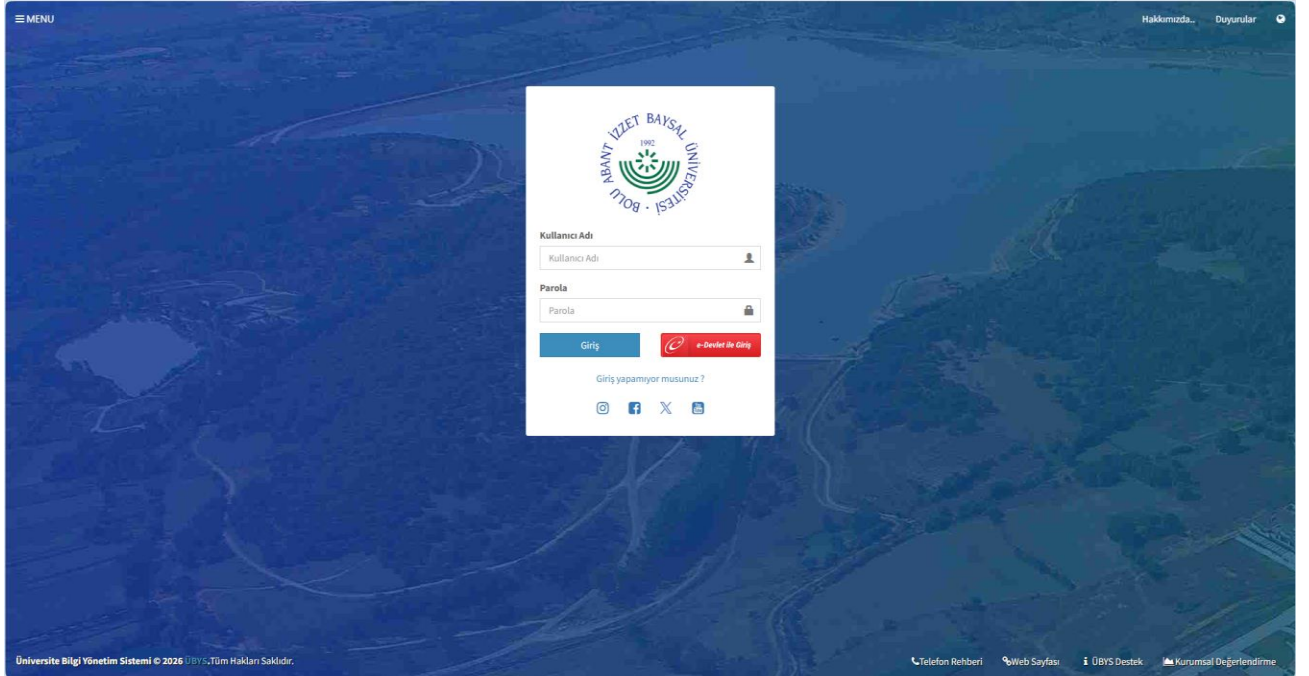 MENU
Hakkımızda..
Duyurular
BOLU ABANT İZZET BAYSAL ÜNİVERSİTESİ
1992
Kullanıcı Adı
Kullanıcı Adı
Parola
Parola
Giriş
e-Devlet ile Giriş
Giriş yapamıyor musunuz ?
Üniversite Bilgi Yönetim Sistemi © 2026 ÜBYS.Tüm Hakları Saklıdır.
Telefon Rehberi
Web Sayfası
ÜBYS Destek
Kurumsal Değerlendirme